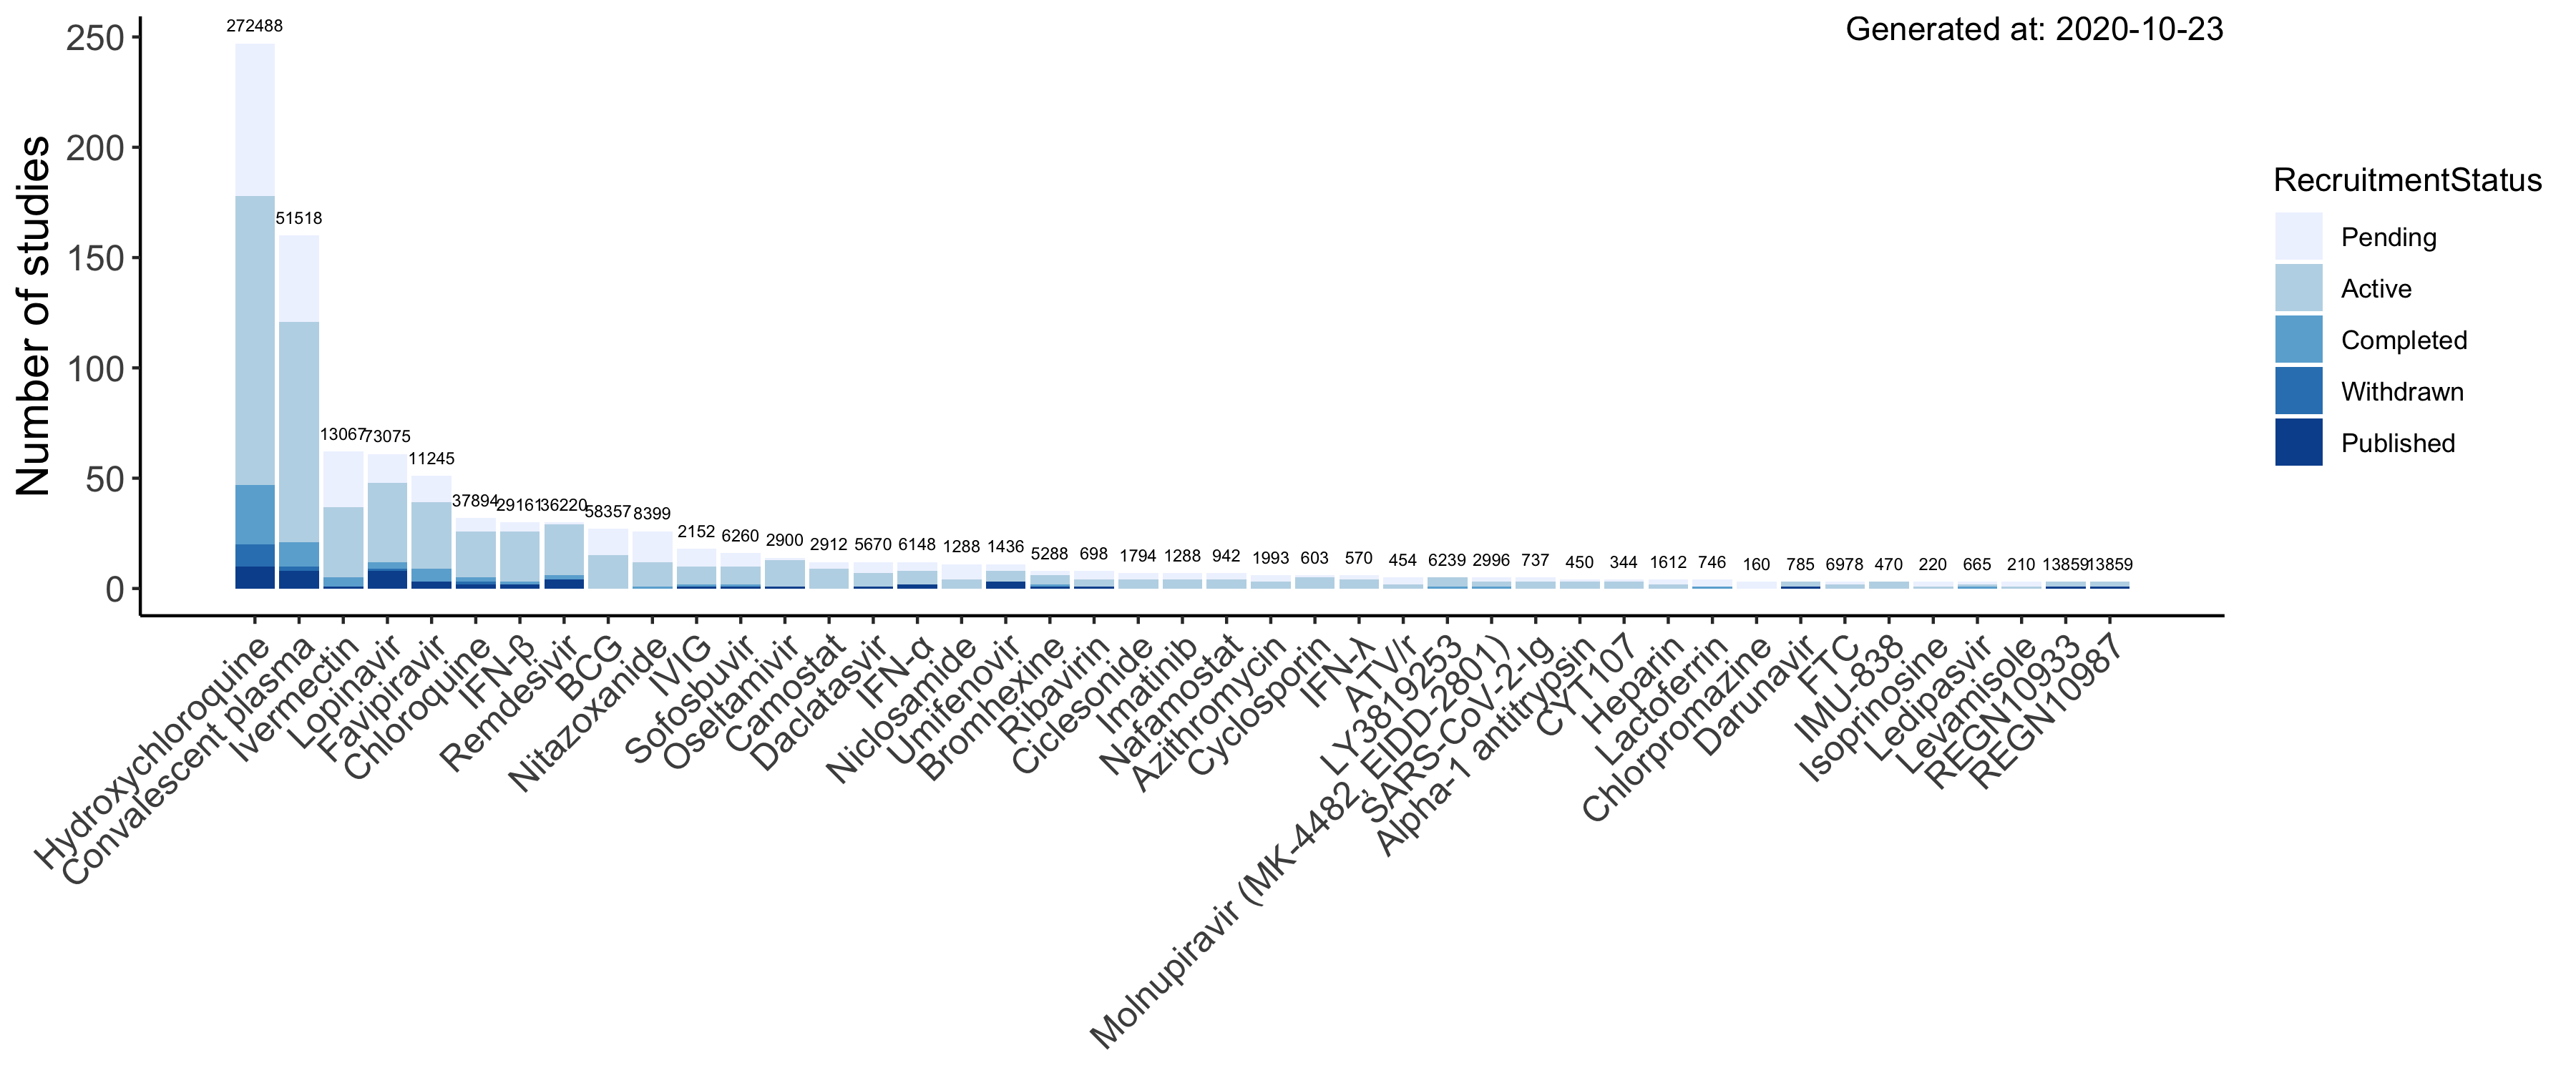 Generated at: 2020-10-23
Number of studies
250
200
150
100
50
0
272488
51518
13067
73075
11245
37894
29161
36220
58357
8399
2152
6260
2900
2912
5670
6148
1288
1436
5288
698
1794
1288
942
1993
603
570
454
6239
2996
737
450
344
1612
746
160
785
6978
470
220
665
210
13859
13859
Hydroxychloroquine
Convalescent plasma
Ivermectin
Lopinavir
Favipiravir
Chloroquine
IFN-β
Remdesivir
BCG
Nitazoxanide
IVIG
Sofosbuvir
Oseltamivir
Camostat
Daclatasvir
IFN-α
Niclosamide
Umifenovir
Bromhexine
Ribavirin
Ciclesonide
Imatinib
Nafamostat
Azithromycin
Cyclosporin
IFN-λ
ATV/r
LY3819253
Molnupiravir (MK-4482, EIDD-2801)
SARS-CoV-2-Ig
Alpha-1 antitrypsin
CYT107
Heparin
Lactoferrin
Chlorpromazine
Darunavir
FTC
IMU-838
Isoprinosine
Ledipasvir
Levamisole
REGN10933
REGN10987
RecruitmentStatus
Pending
Active
Completed
Withdrawn
Published